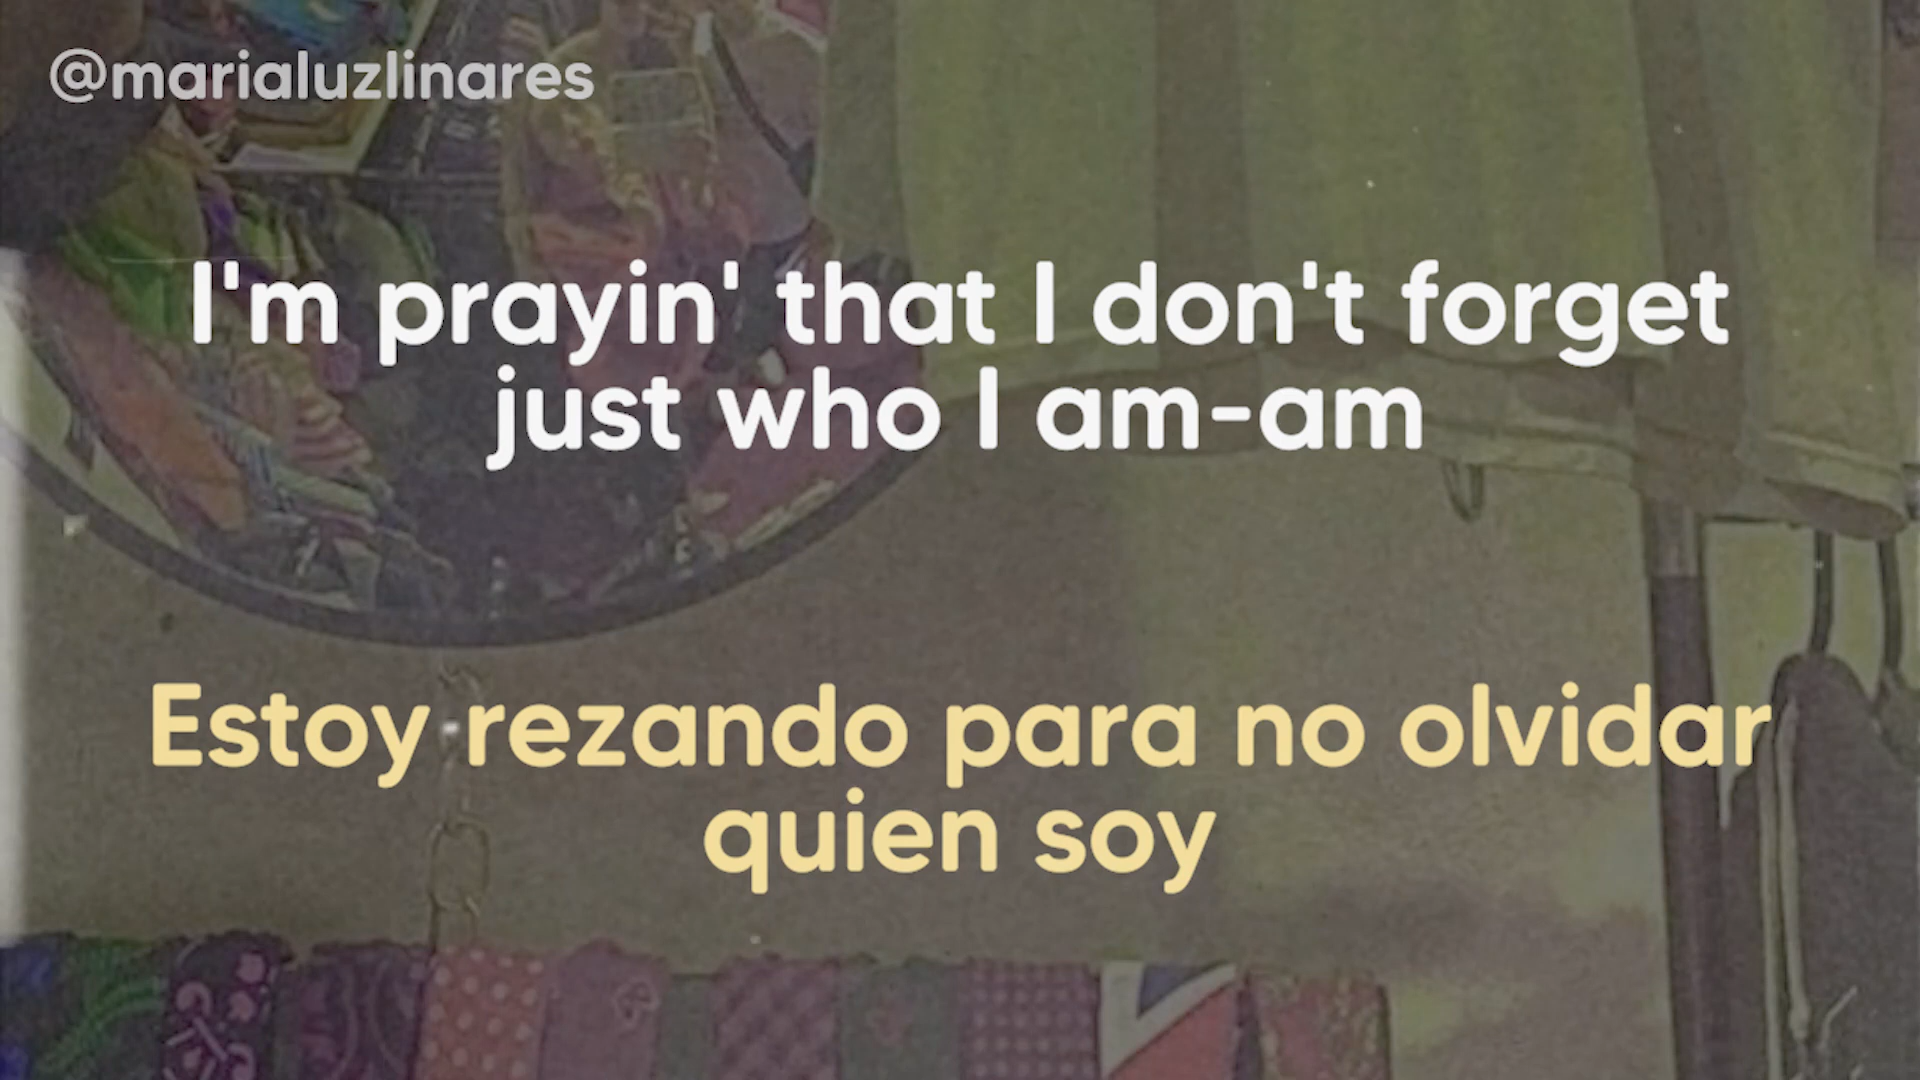 @marialuzlinares
I'm prayin' that I don't forget
just who I am-am
Estoy rezando para no olvidar
quien soy